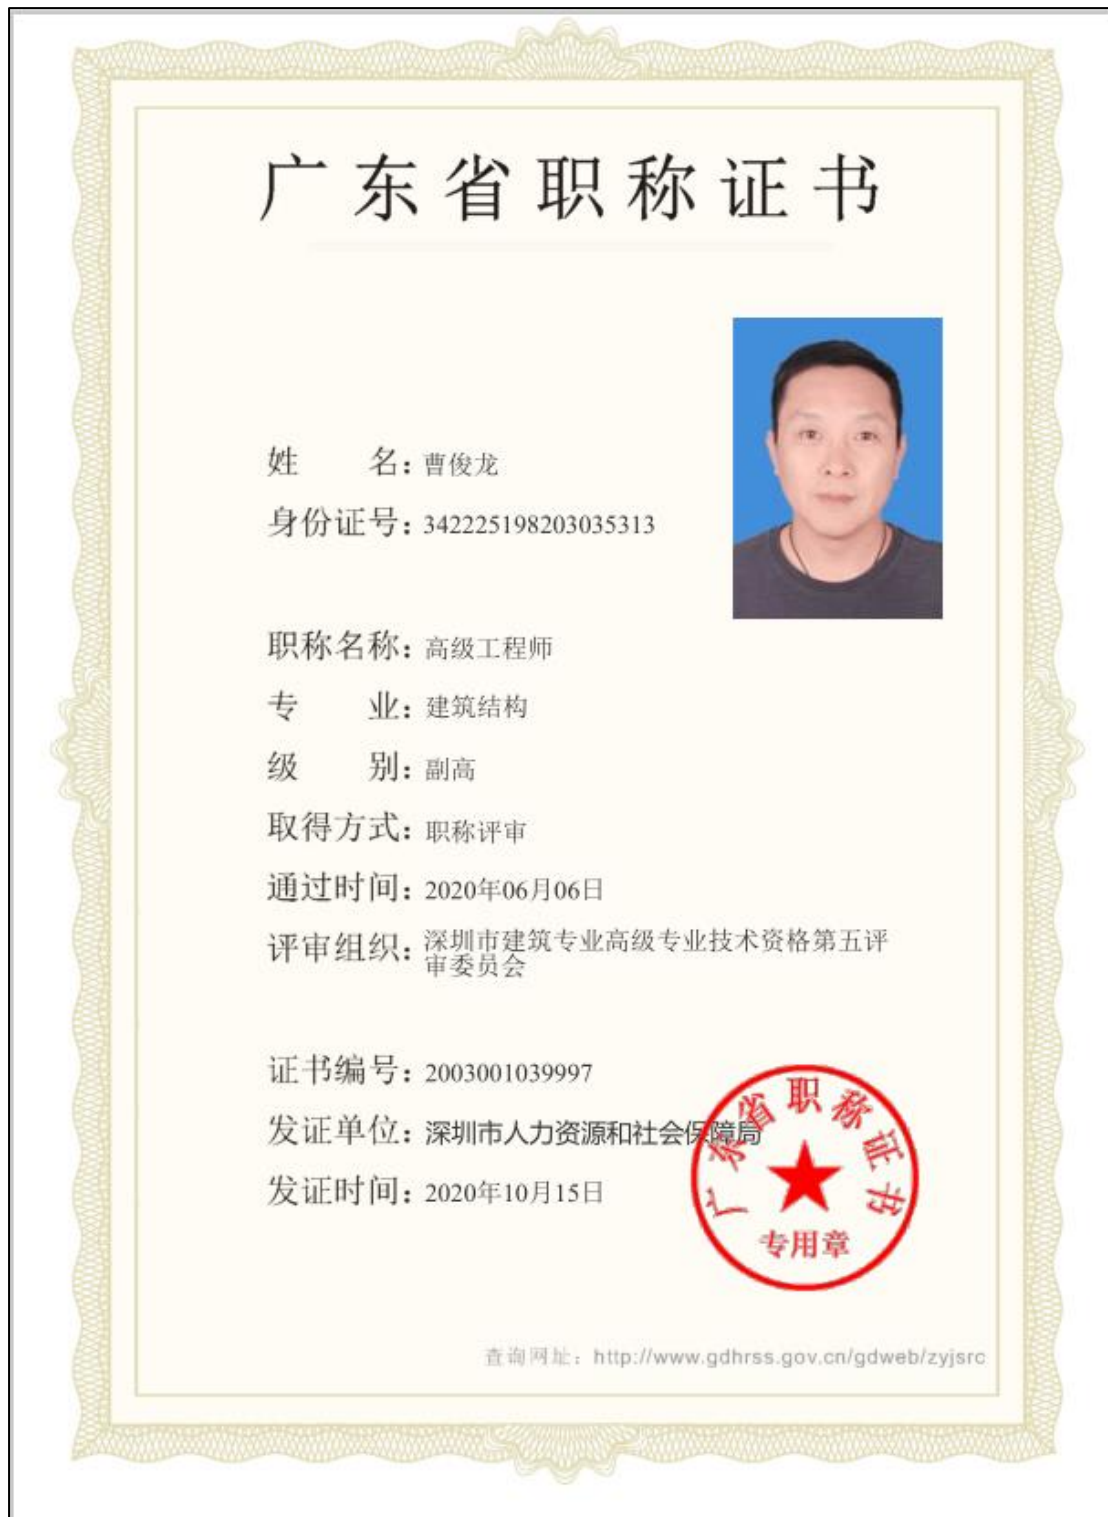 广东省职称证书
姓 名：曹俊龙
身份证号：342225198203035313
职称名称：高级工程师
专 业：建筑结构
级 别：副高
取得方式：职称评审
通过时间：2020年06月06日
评审组织：深圳市建筑专业高级专业技术资格第五评
审委员会
证书编号：2003001039997
发证单位：深圳市人力资源和社会保障局
发证时间：2020年10月15日
广东省职称证书
专用章
查询网址：http://www.gdhrss.gov.cn/gdweb/zyjsrc